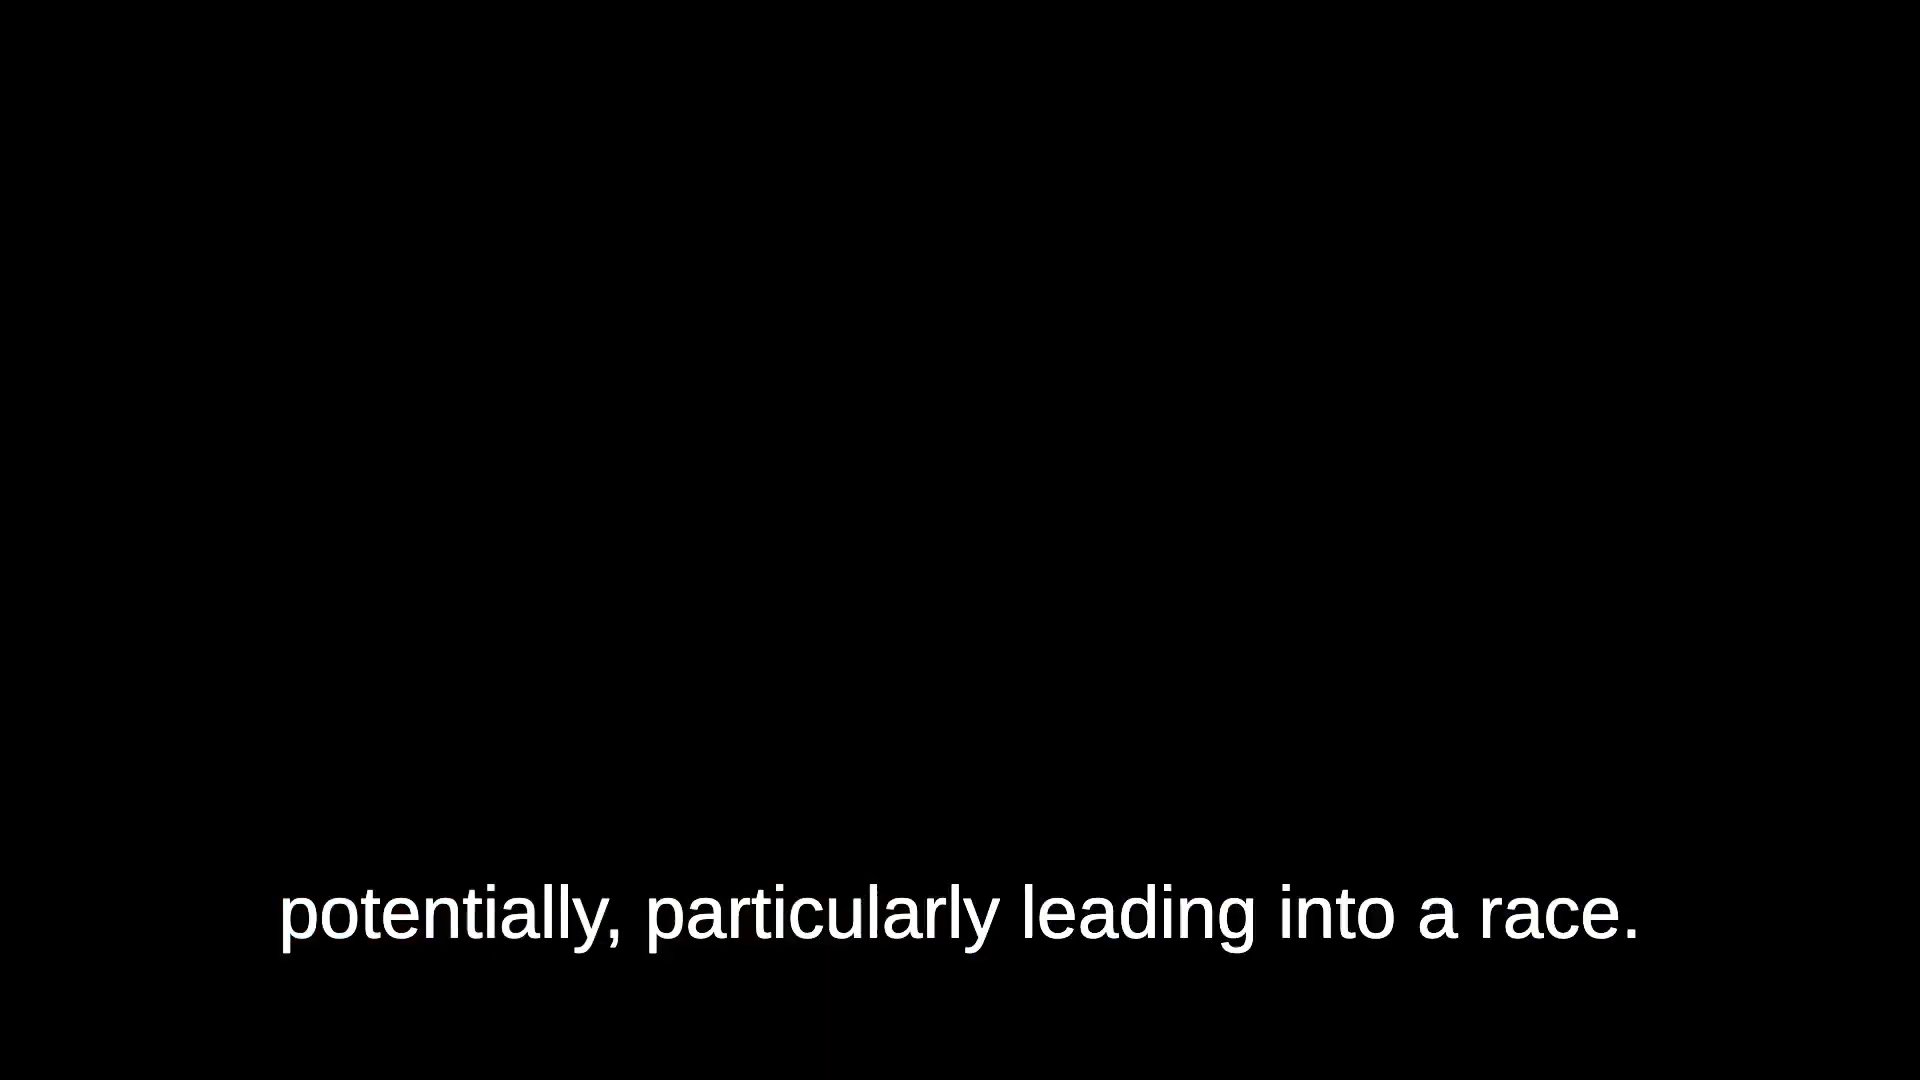 potentially, particularly leading into a race.